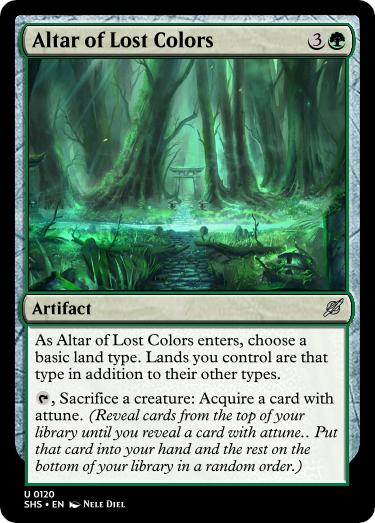 Altar of Lost Colors 3
Artifact
As Altar of Lost Colors enters, choose a
basic land type. Lands you control are that
type in addition to their other types.
, Sacrifice a creature: Acquire a card with
attune. (Reveal cards from the top of your
library until you reveal a card with attune.. Put
that card into your hand and the rest on the
bottom of your library in a random order.)
U 0120
SHS • EN Nele Diel